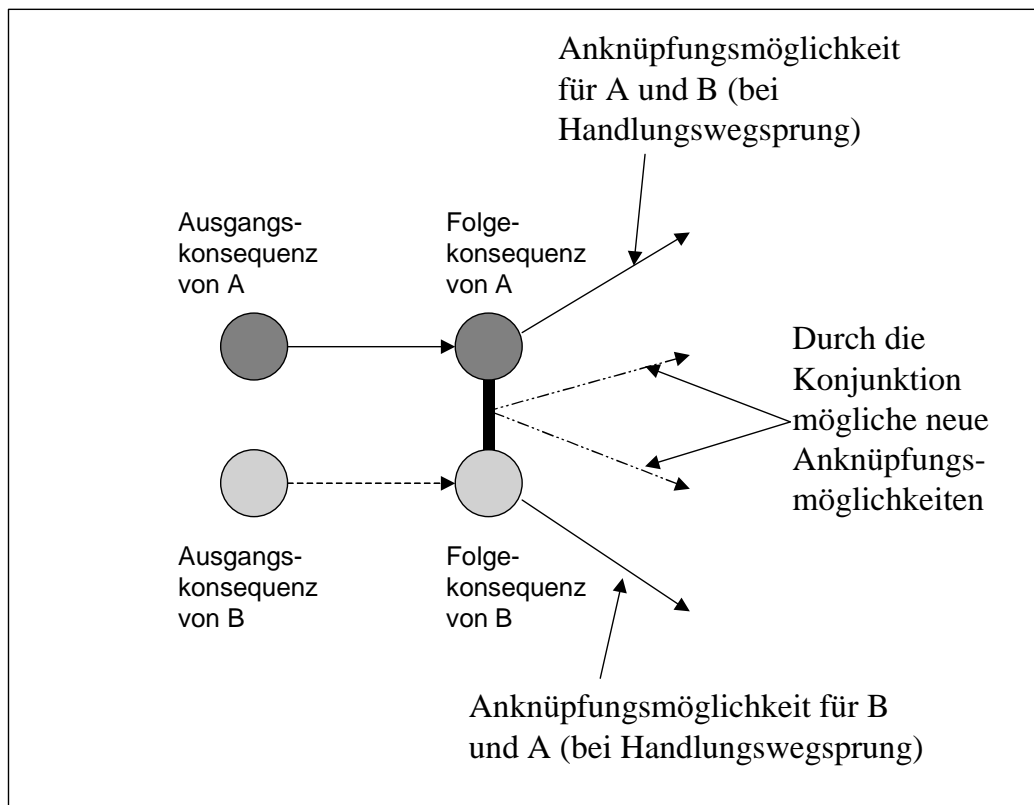 Anknüpfungsmöglichkeit
für A und B (bei
Handlungswegsprung)
Ausgangs-
konsequenz
von A
Folge-
konsequenz
von A
Durch die
Konjunktion
mögliche neue
Anknüpfungs-
möglichkeiten
Ausgangs-
konsequenz
von B
Folge-
konsequenz
von B
Anknüpfungsmöglichkeit für B
und A (bei Handlungswegsprung)